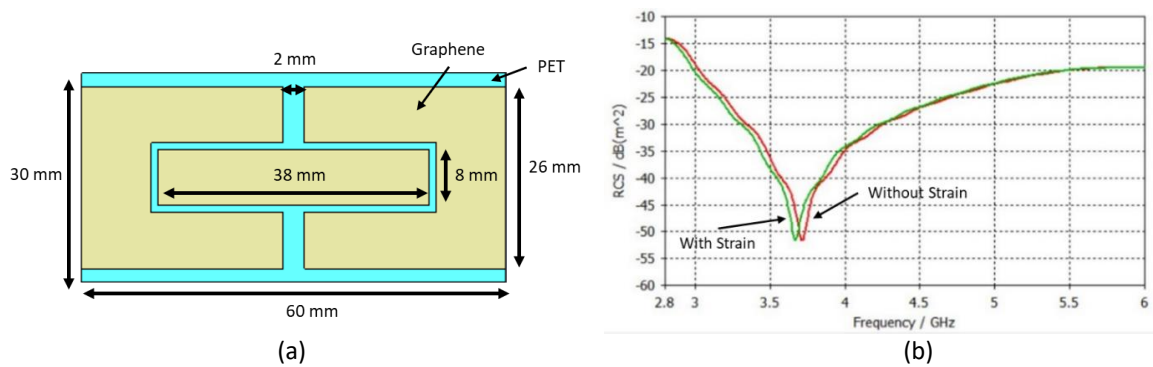 Graphene
2 mm
PET
30 mm
38 mm
8 mm
26 mm
60 mm
(a)
-10
-15
-20
-25
-30
-35
-40
-45
-50
-55
-60
RCS / dB(m^2)
Without Strain
With Strain
2.8 3 3.5 4 4.5 5 5.5 6
Frequency / GHz
(b)